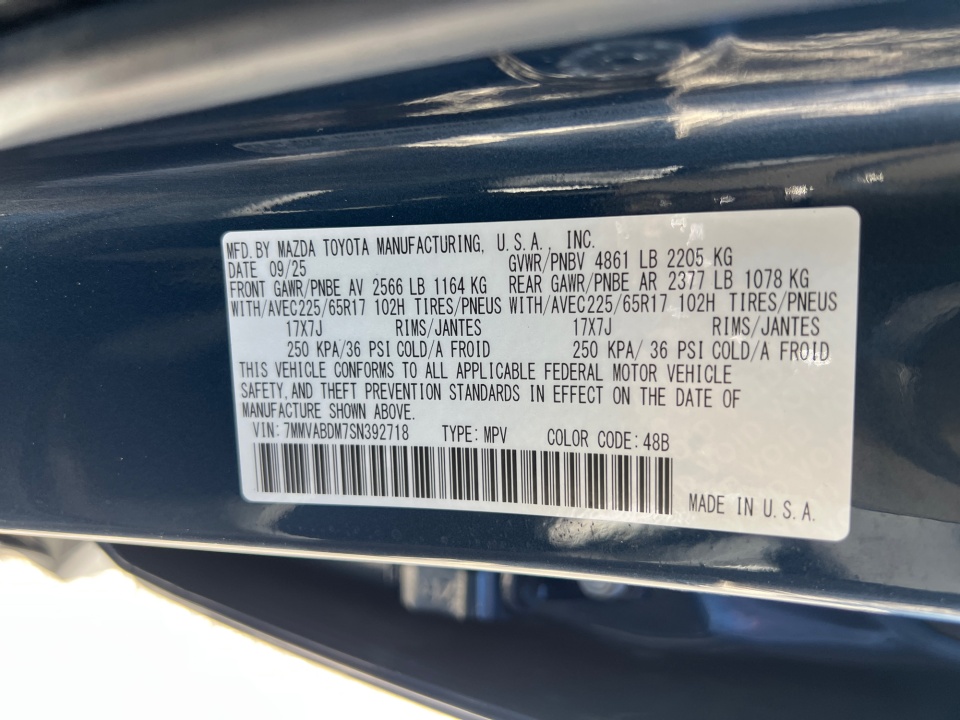 MFD. BY MAZDA TOYOTA MANUFACTURING, U.S.A., INC.
DATE 09/25 GVWR/PNBV 4861 LB 2205 KG
FRONT GAWR/PNBE AV 2566 LB 1164 KG REAR GAWR/PNBE AR 2377 LB 1078 KG
WITH/AVEC225/65R17 102H TIRES/PNEUS WITH/AVEC225/65R17 102H TIRES/PNEUS
17X7J RIMS/JANTES 17X7J RIMS/JANTES
250 KPA/36 PSI COLD/A FROID 250 KPA/ 36 PSI COLD/A FROID
THIS VEHICLE CONFORMS TO ALL APPLICABLE FEDERAL MOTOR VEHICLE
SAFETY, AND THEFT PREVENTION STANDARDS IN EFFECT ON THE DATE OF
MANUFACTURE SHOWN ABOVE.
VIN: 7MMVABDM7SN392718 TYPE: MPV COLOR CODE: 48B
MADE IN U.S.A.